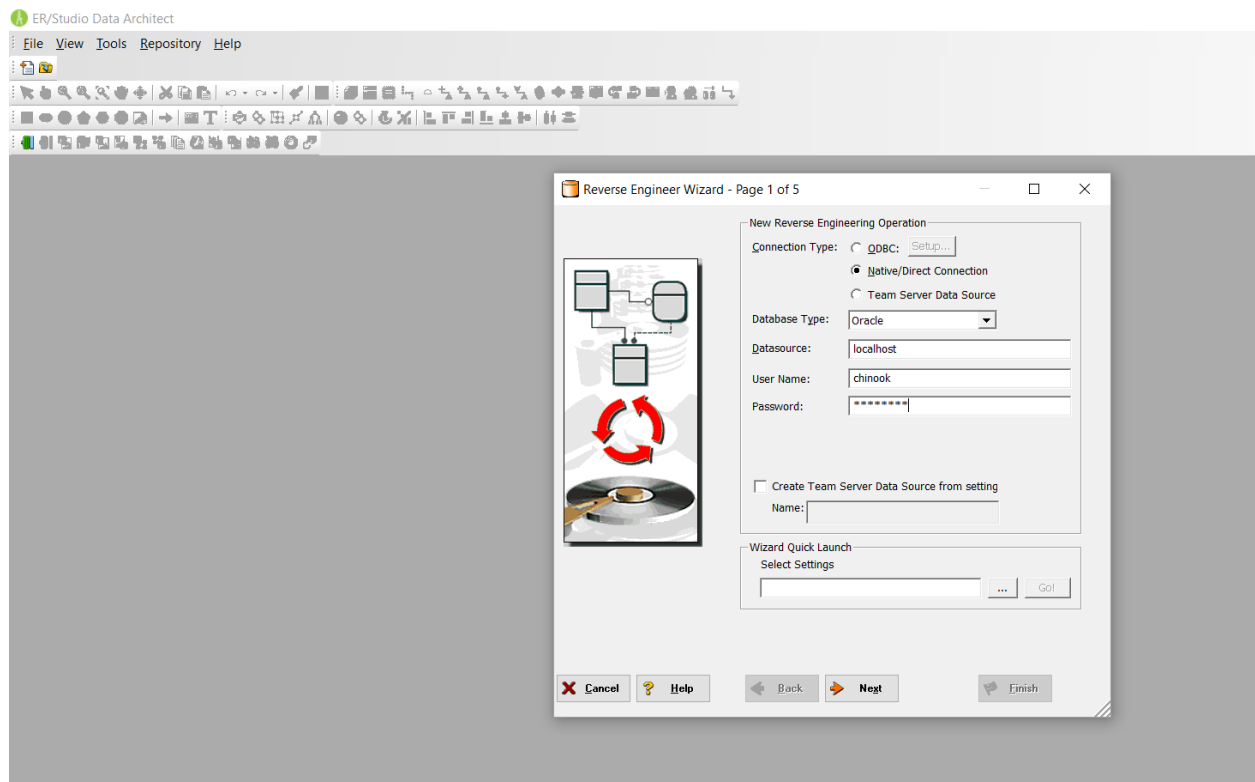 ER/Studio Data Architect
File View Tools Repository Help
Reverse Engineer Wizard - Page 1 of 5
New Reverse Engineering Operation
Connection Type: ODBC: Setup...
Native/Direct Connection
Team Server Data Source
Database Type: Oracle
Datasource: localhost
User Name: chinook
Password: ********
Create Team Server Data Source from setting
Name:
Wizard Quick Launch
Select Settings
... Go!
Cancel Help Back Next Finish